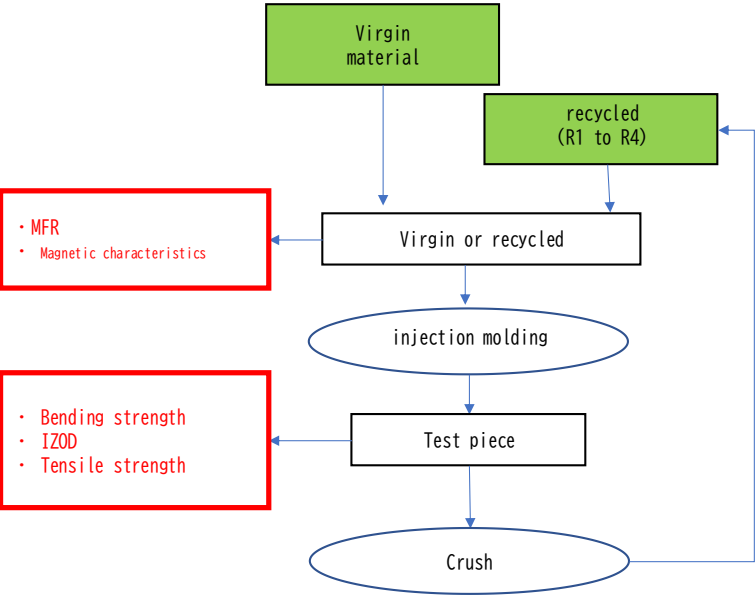 Virgin
material
recycled
(R1 to R4)
・MFR
・ Magnetic characteristics
Virgin or recycled
injection molding
・ Bending strength
・ IZOD
・ Tensile strength
Test piece
Crush